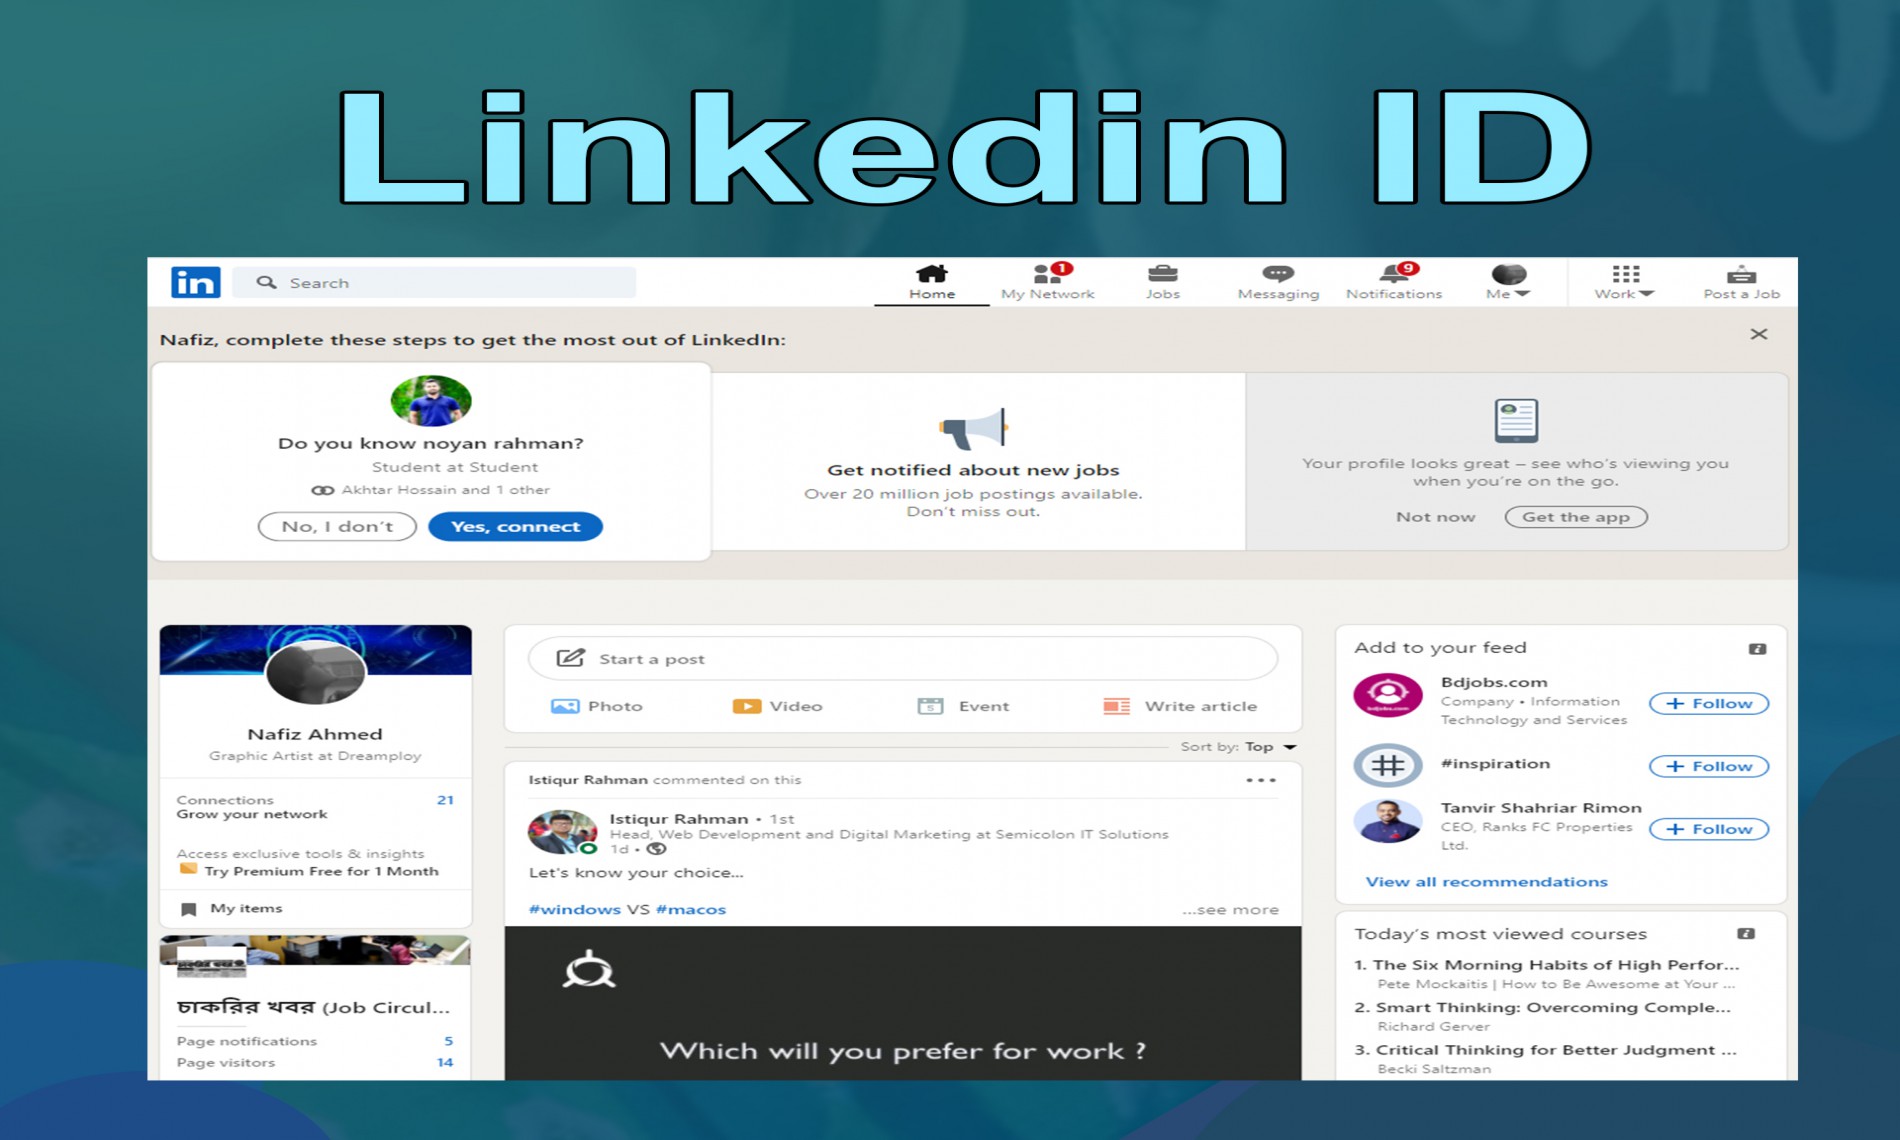 Linkedin ID
in
Search
Home
My Network
1
Jobs
Messaging
Notifications
9
Me
Work
Post a Job
Nafiz, complete these steps to get the most out of LinkedIn:
Do you know noyan rahman?
Student at Student
Akhtar Hossain and 1 other
No, I don't
Yes, connect
Get notified about new jobs
Over 20 million job postings available.
Don't miss out.
Your profile looks great – see who's viewing you
when you're on the go.
Not now
Get the app
Nafiz Ahmed
Graphic Artist at Dreamploy
Connections 21
Grow your network
Access exclusive tools & insights
Try Premium Free for 1 Month
My items
চাকরির খবর (Job Circul...
Page notifications 5
Page visitors 14
Start a post
Photo
Video
5
Event
Write article
Sort by: Top
Istiqur Rahman commented on this
Istiqur Rahman • 1st
Head, Web Development and Digital Marketing at Semicolon IT Solutions
1d •
Let's know your choice...
#windows VS #macos
...see more
Which will you prefer for work ?
Add to your feed
bdjobs.com
Bdjobs.com
Company • Information
Technology and Services
+ Follow
#
#inspiration
+ Follow
Tanvir Shahriar Rimon
CEO, Ranks FC Properties
Ltd.
+ Follow
View all recommendations
Today's most viewed courses
1. The Six Morning Habits of High Perfor...
Pete Mockaitis | How to Be Awesome at Your ...
2. Smart Thinking: Overcoming Comple...
Richard Gerver
3. Critical Thinking for Better Judgment ...
Becki Saltzman